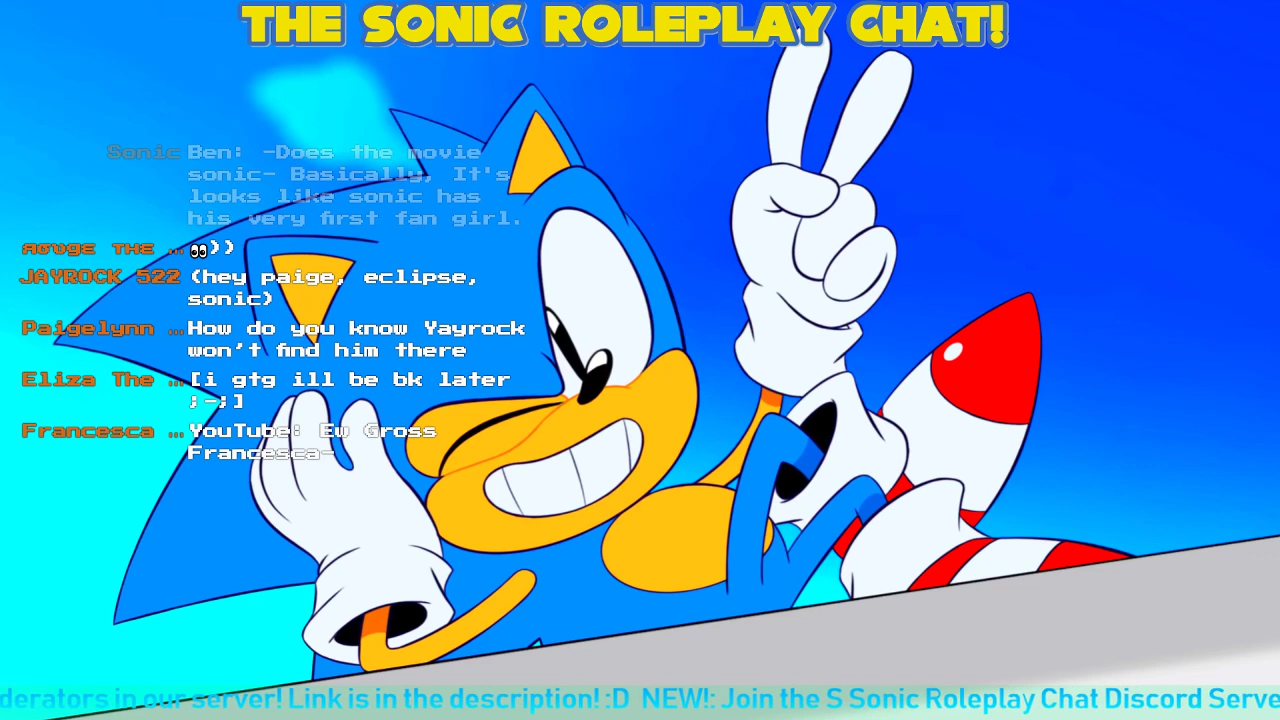 THE SONIC ROLEPLAY CHAT!
Sonic Ben: -Does the movie
sonic- Basically, It's
looks like sonic has
his very first fan girl.
ЯσυgΣ THΣ ... 👀))
JAYROCK 522 (hey paige, eclipse,
sonic)
Paigelynn ... How do you know Yayrock
won't find him there
Eliza The ... [i gtg ill be bk later
;-;]
Francesca ... YouTube: Ew Gross
Francesca-
derators in our server! Link is in the description! :D NEW!: Join the S Sonic Roleplay Chat Discord Serve